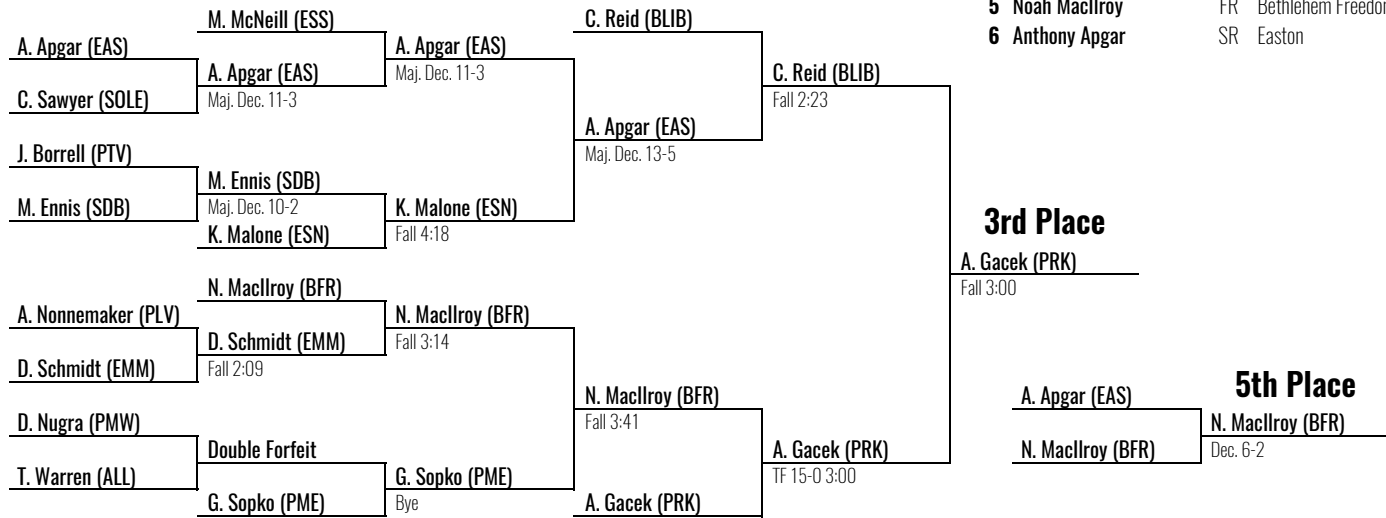 M. McNeill (ESS)
C. Reid (BLIB)
5 Noah MacIlroy FR Bethlehem Freedom
6 Anthony Apgar SR Easton
A. Apgar (EAS)
A. Apgar (EAS)
A. Apgar (EAS)
Maj. Dec. 11-3
C. Reid (BLIB)
Fall 2:23
C. Sawyer (SOLE)
Maj. Dec. 11-3
A. Apgar (EAS)
Maj. Dec. 13-5
J. Borrell (PTV)
M. Ennis (SDB)
M. Ennis (SDB)
Maj. Dec. 10-2
K. Malone (ESN)
K. Malone (ESN)
Fall 4:18
3rd Place
A. Gacek (PRK)
Fall 3:00
N. MacIlroy (BFR)
A. Nonnemaker (PLV)
N. MacIlroy (BFR)
Fall 3:14
D. Schmidt (EMM)
D. Schmidt (EMM)
Fall 2:09
5th Place
N. MacIlroy (BFR)
Fall 3:41
A. Apgar (EAS)
N. MacIlroy (BFR)
Dec. 6-2
D. Nugra (PMW)
Double Forfeit
A. Gacek (PRK)
TF 15-0 3:00
N. MacIlroy (BFR)
T. Warren (ALL)
G. Sopko (PME)
Bye
G. Sopko (PME)
A. Gacek (PRK)